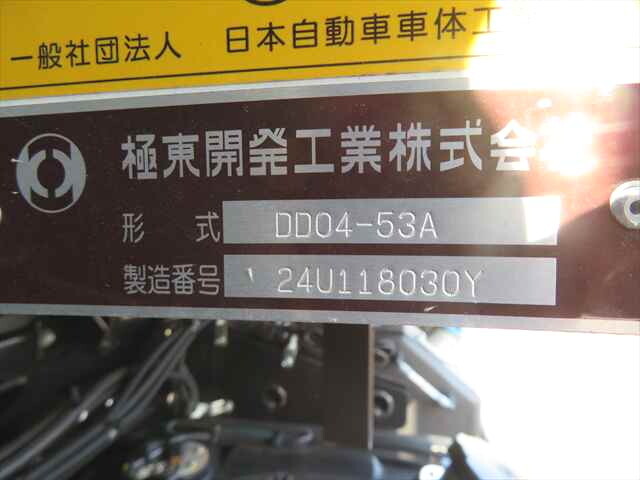 一般社団法人 日本自動車車体工
極東開発工業株式会
形 式 DD04-53A
製造番号 24U118030Y